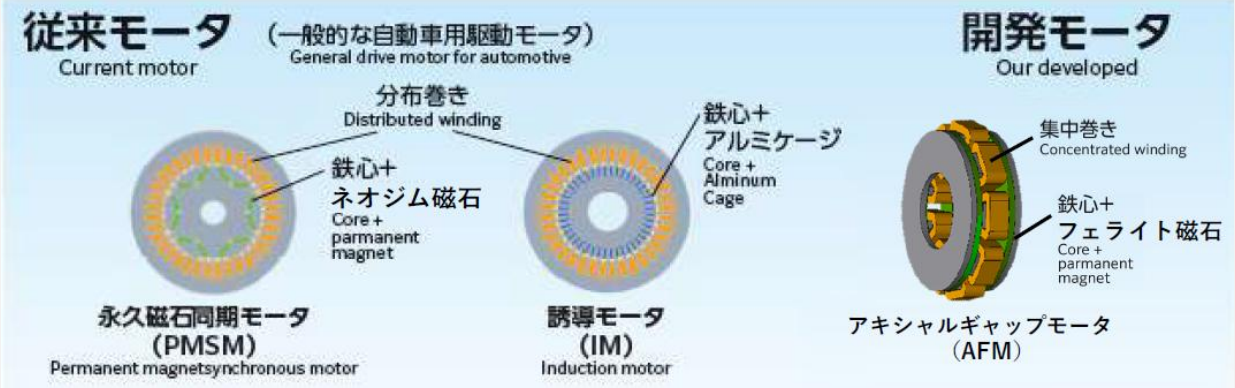 従来モータ (一般的な自動車用駆動モータ)
Current motor
General drive motor for automotive
分布巻き
Distributed winding
鉄心+
ネオジム磁石
Core +
parmanent
magnet
永久磁石同期モータ
(PMSM)
Permanent magnetsynchronous motor
鉄心+
アルミケージ
Core +
Alminum
Cage
誘導モータ
(IM)
Induction motor
開発モータ
Our developed
集中巻き
Concentrated winding
鉄心+
フェライト磁石
Core +
parmanent
magnet
アキシャルギャップモータ
(AFM)